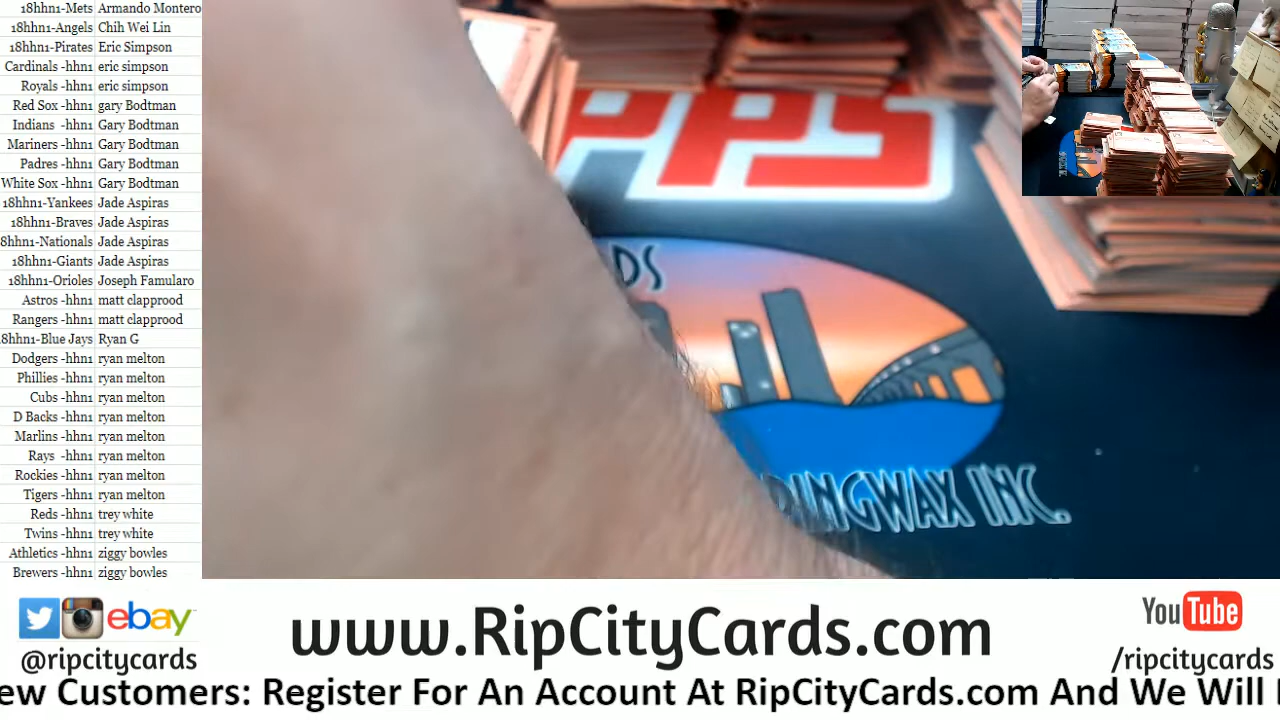 18hhn1-Mets Armando Montero
18hhn1-Angels Chih Wei Lin
18hhn1-Pirates Eric Simpson
Cardinals -hhn1 eric simpson
Royals -hhn1 eric simpson
Red Sox -hhn1 gary Bodtman
Indians -hhn1 Gary Bodtman
Mariners -hhn1 Gary Bodtman
Padres -hhn1 Gary Bodtman
White Sox -hhn1 Gary Bodtman
18hhn1-Yankees Jade Aspiras
18hhn1-Braves Jade Aspiras
8hhn1-Nationals Jade Aspiras
18hhn1-Giants Jade Aspiras
18hhn1-Orioles Joseph Famularo
Astros -hhn1 matt clapprood
Rangers -hhn1 matt clapprood
8hhn1-Blue Jays Ryan G
Dodgers -hhn1 ryan melton
Phillies -hhn1 ryan melton
Cubs -hhn1 ryan melton
D Backs -hhn1 ryan melton
Marlins -hhn1 ryan melton
Rays -hhn1 ryan melton
Rockies -hhn1 ryan melton
Tigers -hhn1 ryan melton
Reds -hhn1 trey white
Twins -hhn1 trey white
Athletics -hhn1 ziggy bowles
Brewers -hhn1 ziggy bowles
PPS
DS
DINGWAX INC.
ebay
@ripcitycards
www.RipCityCards.com
YouTube
/ripcitycards
ew Customers: Register For An Account At RipCityCards.com And We Will